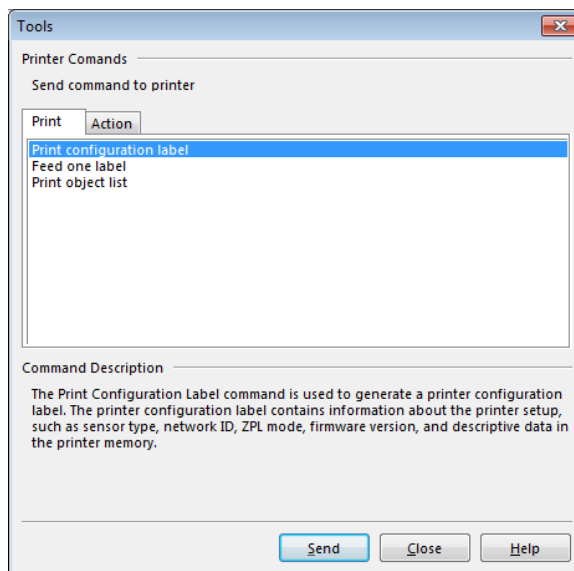 Tools
Printer Comands
Send command to printer
Print
Action
Print configuration label
Feed one label
Print object list
Command Description
The Print Configuration Label command is used to generate a printer configuration
label. The printer configuration label contains information about the printer setup,
such as sensor type, network ID, ZPL mode, firmware version, and descriptive data in
the printer memory.
Send
Close
Help